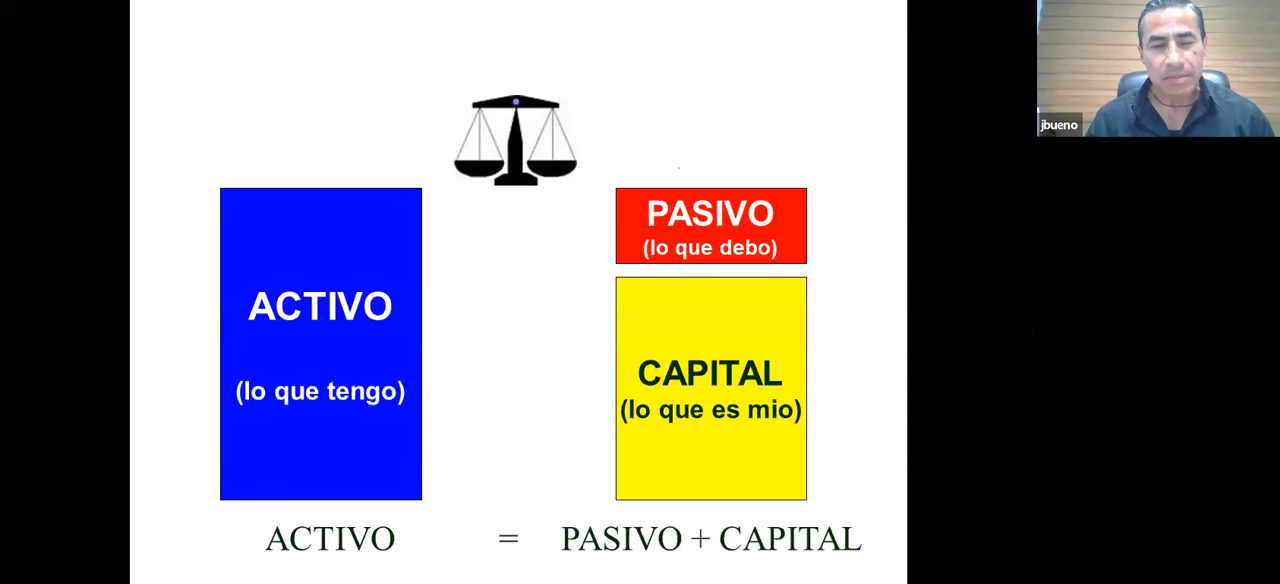 jbueno
PASIVO
(lo que debo)
ACTIVO
(lo que tengo)
CAPITAL
(lo que es mio)
ACTIVO = PASIVO + CAPITAL